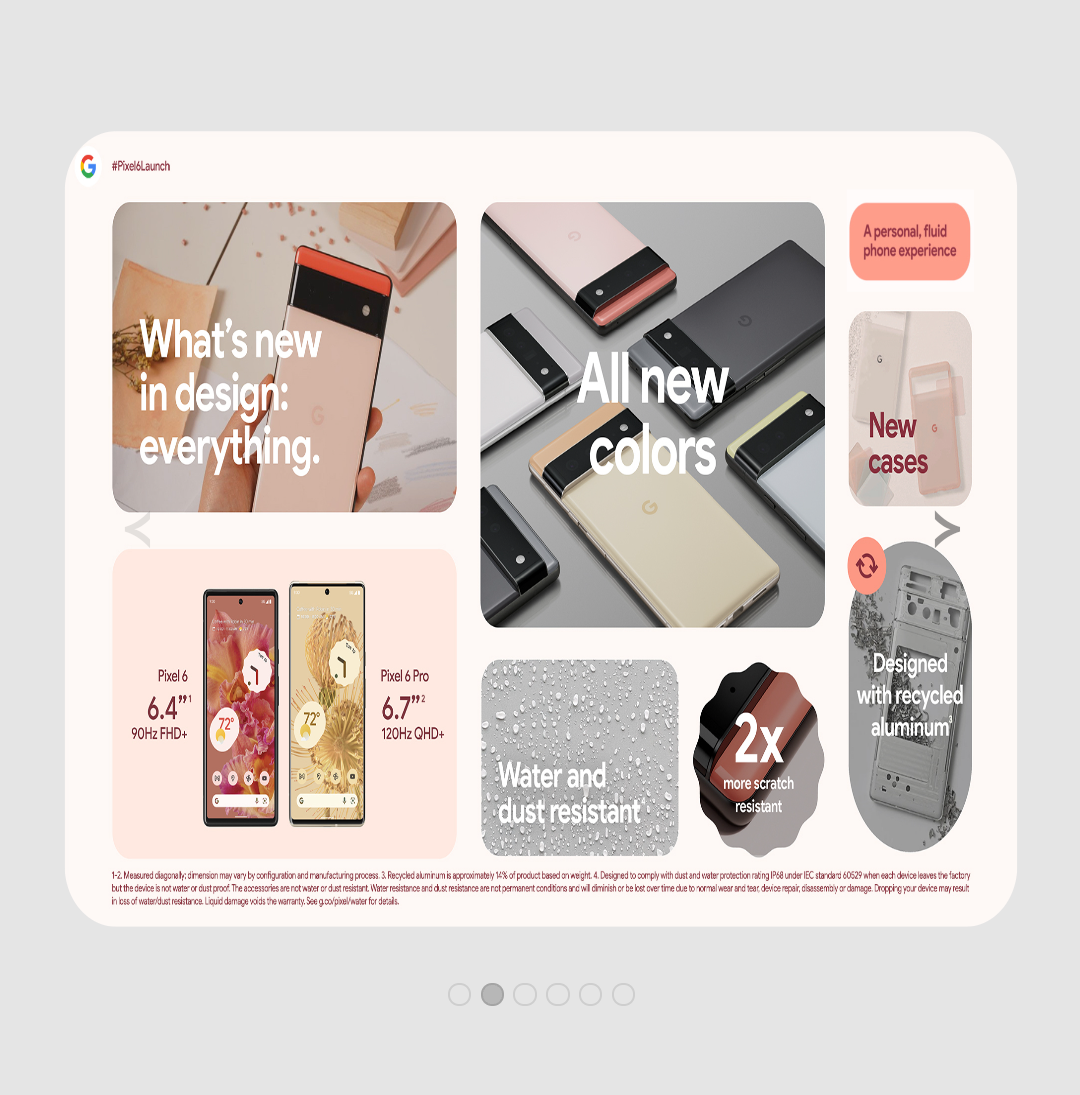 #Pixel6Launch
What's new
in design:
everything.
All new
colors
A personal, fluid
phone experience
New
cases
Pixel 6
6.4”1
90Hz FHD+
72°
72°
Pixel 6 Pro
6.7”2
120Hz QHD+
Water and
dust resistant
2x
more scratch
resistant
Designed
with recycled
aluminum3
1-2. Measured diagonally; dimension may vary by configuration and manufacturing process. 3. Recycled aluminum is approximately 14% of product based on weight. 4. Designed to comply with dust and water protection rating IP68 under IEC standard 60529 when each device leaves the factory
but the device is not water or dust proof. The accessories are not water or dust resistant. Water resistance and dust resistance are not permanent conditions and will diminish or be lost over time due to normal wear and tear, device repair, disassembly or damage. Dropping your device may result
in loss of water/dust resistance. Liquid damage voids the warranty. See g.co/pixel/water for details.